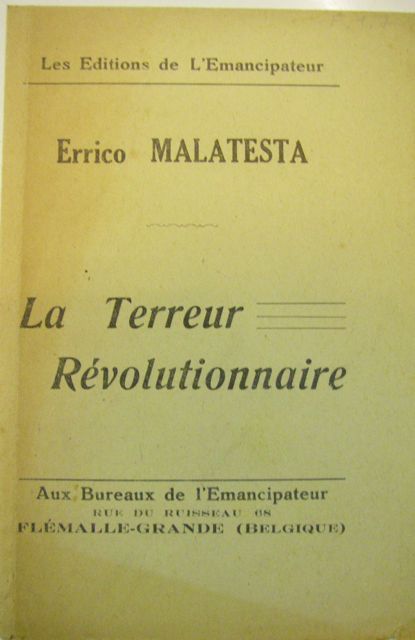 Les Editions de L'Emancipateur
Errico MALATESTA
La Terreur
Révolutionnaire
Aux Bureaux de l'Emancipateur
RUE DU RUISSEAU 68
FLÉMALLE-GRANDE (BELGIQUE)